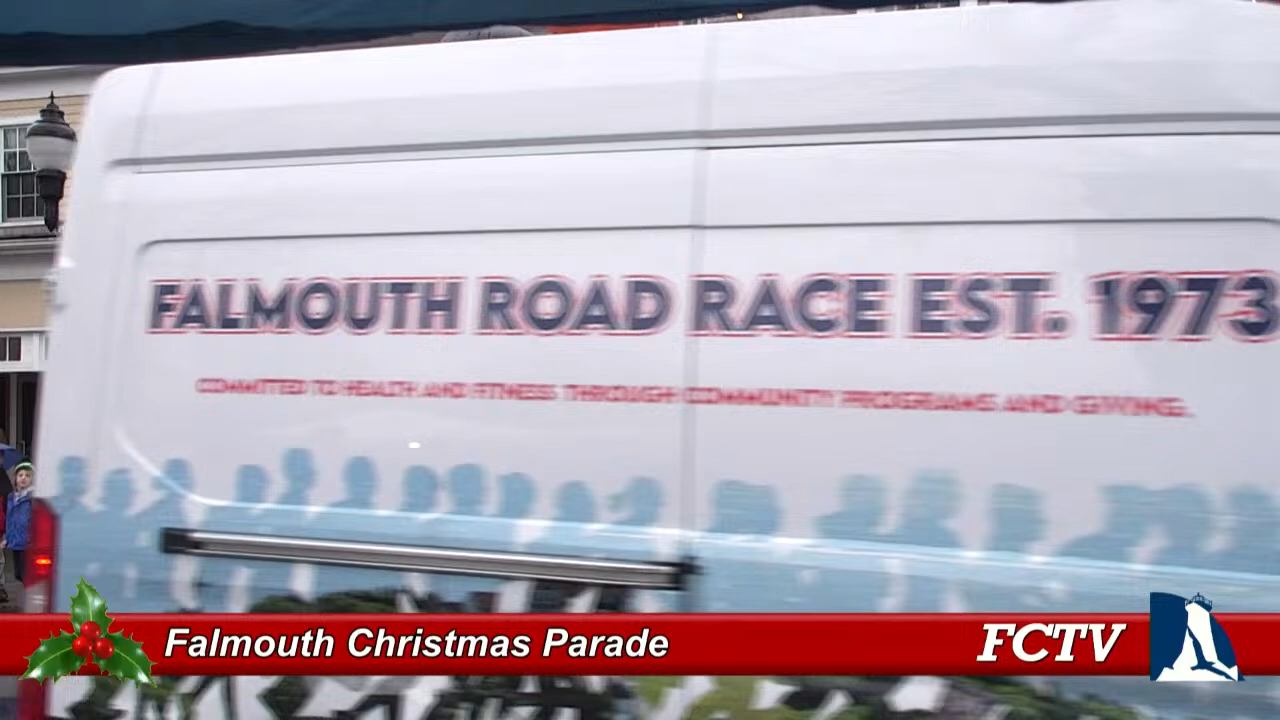 FALMOUTH ROAD RACE EST. 1973
COMMITTED TO HEALTH AND FITNESS THROUGH COMMUNITY PROGRAMS AND GIVING.
Falmouth Christmas Parade
FCTV